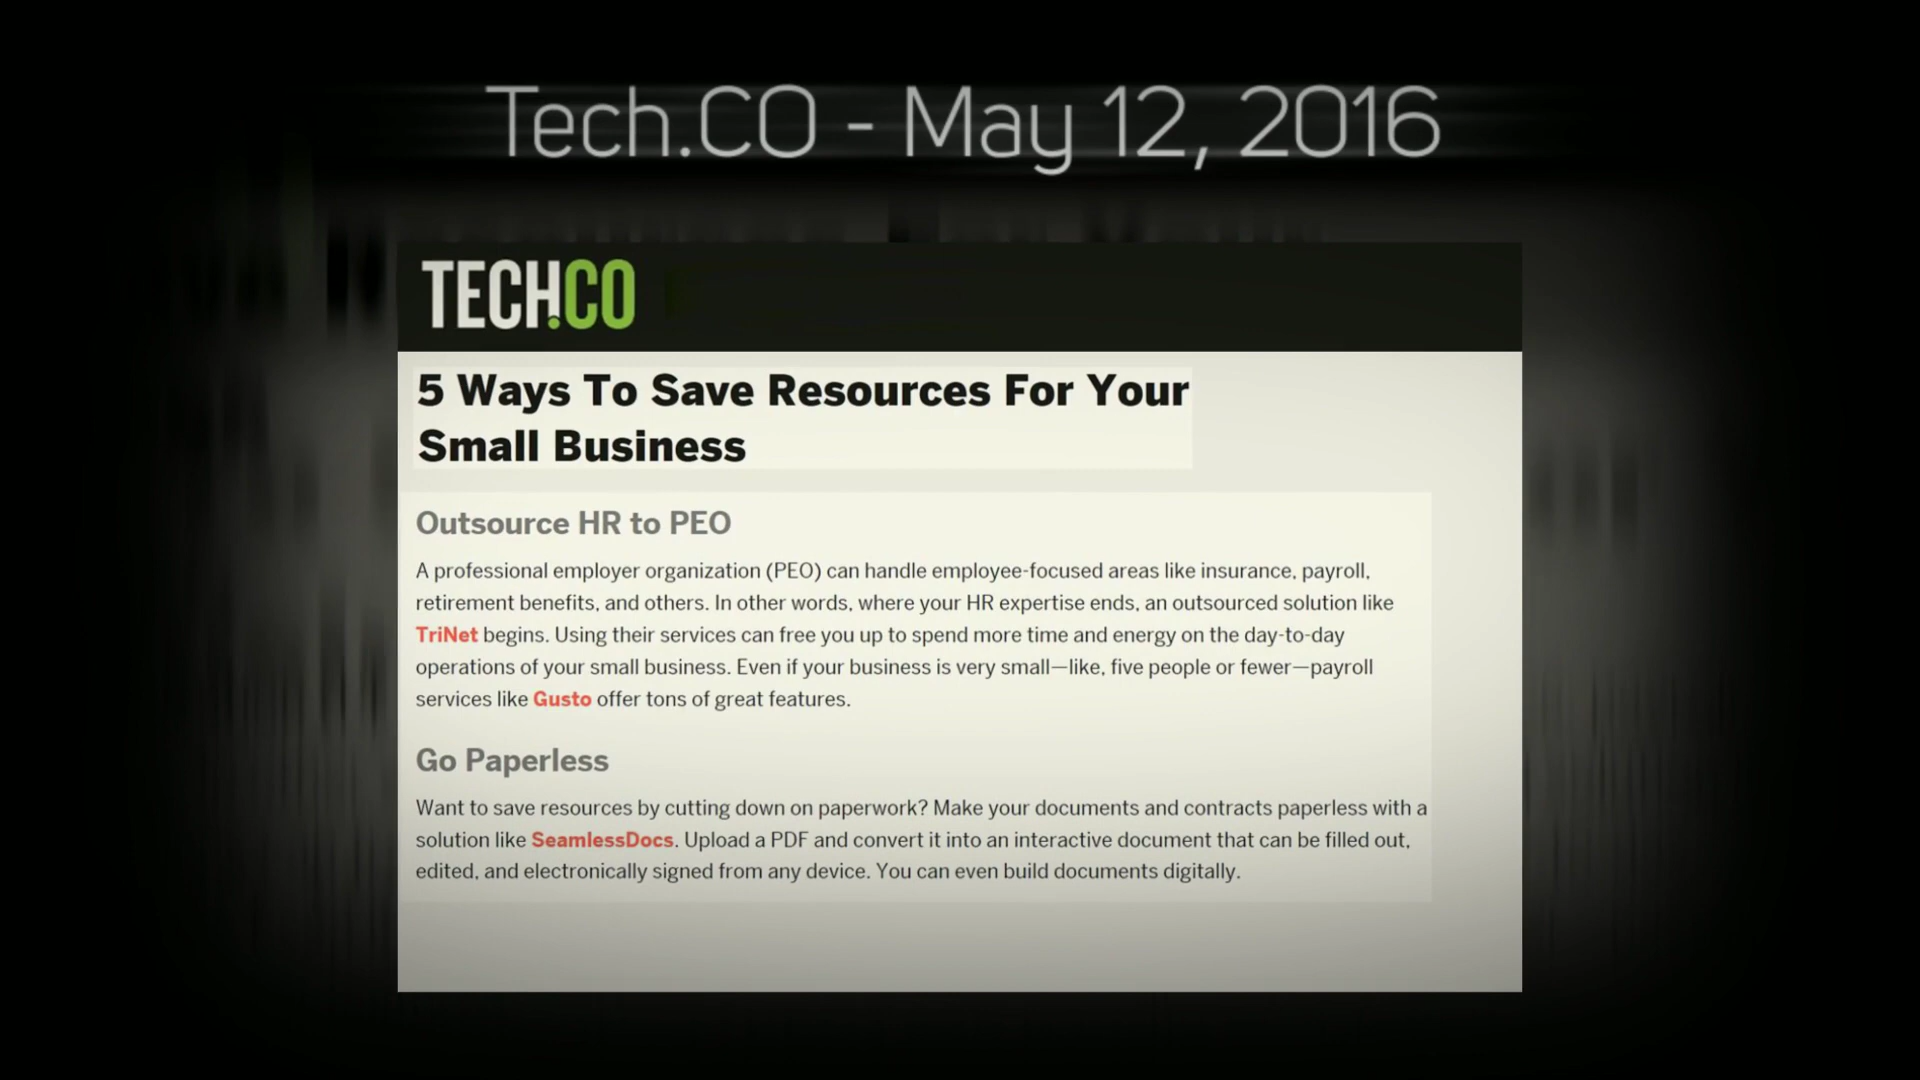 Tech.CO - May 12, 2016
TECH.CO
5 Ways To Save Resources For Your
Small Business
Outsource HR to PEO
A professional employer organization (PEO) can handle employee-focused areas like insurance, payroll,
retirement benefits, and others. In other words, where your HR expertise ends, an outsourced solution like
TriNet begins. Using their services can free you up to spend more time and energy on the day-to-day
operations of your small business. Even if your business is very small—like, five people or fewer—payroll
services like Gusto offer tons of great features.
Go Paperless
Want to save resources by cutting down on paperwork? Make your documents and contracts paperless with a
solution like SeamlessDocs. Upload a PDF and convert it into an interactive document that can be filled out,
edited, and electronically signed from any device. You can even build documents digitally.